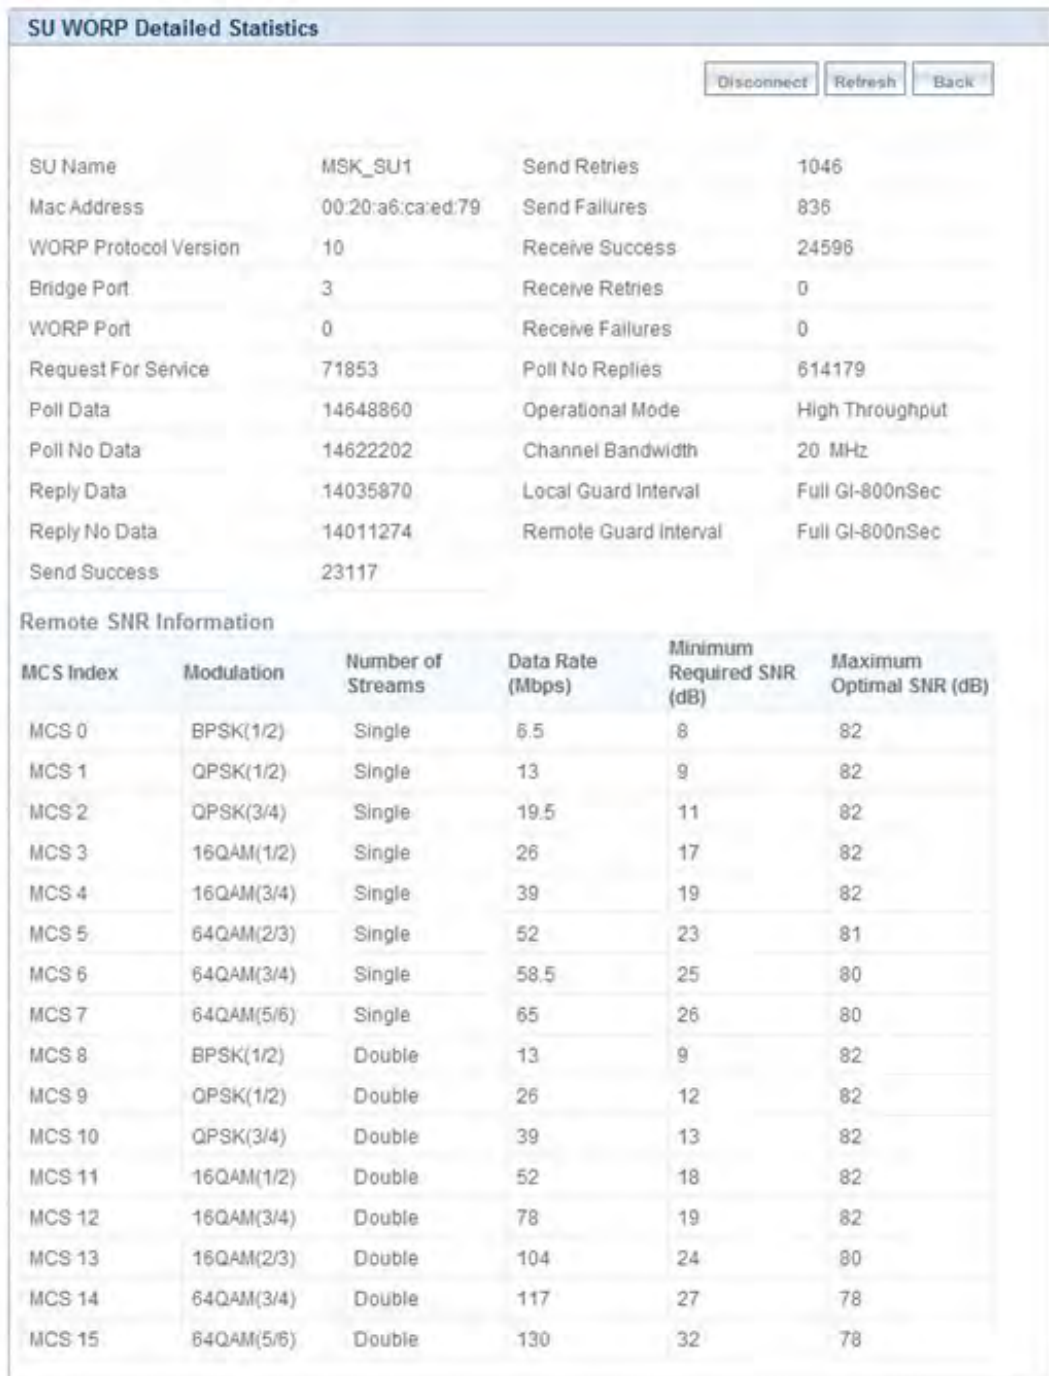 SU WORP Detailed Statistics
Disconnect Refresh Back
SU Name MSK_SU1 Send Retries 1046
Mac Address 00:20:a6:ca:ed:79 Send Failures 836
WORP Protocol Version 10 Receive Success 24596
Bridge Port 3 Receive Retries 0
WORP Port 0 Receive Failures 0
Request For Service 71853 Poll No Replies 614179
Poll Data 14648860 Operational Mode High Throughput
Poll No Data 14622202 Channel Bandwidth 20 MHz
Reply Data 14035870 Local Guard Interval Full GI-800nSec
Reply No Data 14011274 Remote Guard Interval Full GI-800nSec
Send Success 23117
Remote SNR Information
MCS Index Modulation Number of Streams Data Rate (Mbps) Minimum Required SNR (dB) Maximum Optimal SNR (dB)
MCS 0 BPSK(1/2) Single 6.5 8 82
MCS 1 QPSK(1/2) Single 13 9 82
MCS 2 QPSK(3/4) Single 19.5 11 82
MCS 3 16QAM(1/2) Single 26 17 82
MCS 4 16QAM(3/4) Single 39 19 82
MCS 5 64QAM(2/3) Single 52 23 81
MCS 6 64QAM(3/4) Single 58.5 25 80
MCS 7 64QAM(5/6) Single 65 26 80
MCS 8 BPSK(1/2) Double 13 9 82
MCS 9 QPSK(1/2) Double 26 12 82
MCS 10 QPSK(3/4) Double 39 13 82
MCS 11 16QAM(1/2) Double 52 18 82
MCS 12 16QAM(3/4) Double 78 19 82
MCS 13 16QAM(2/3) Double 104 24 80
MCS 14 64QAM(3/4) Double 117 27 78
MCS 15 64QAM(5/6) Double 130 32 78